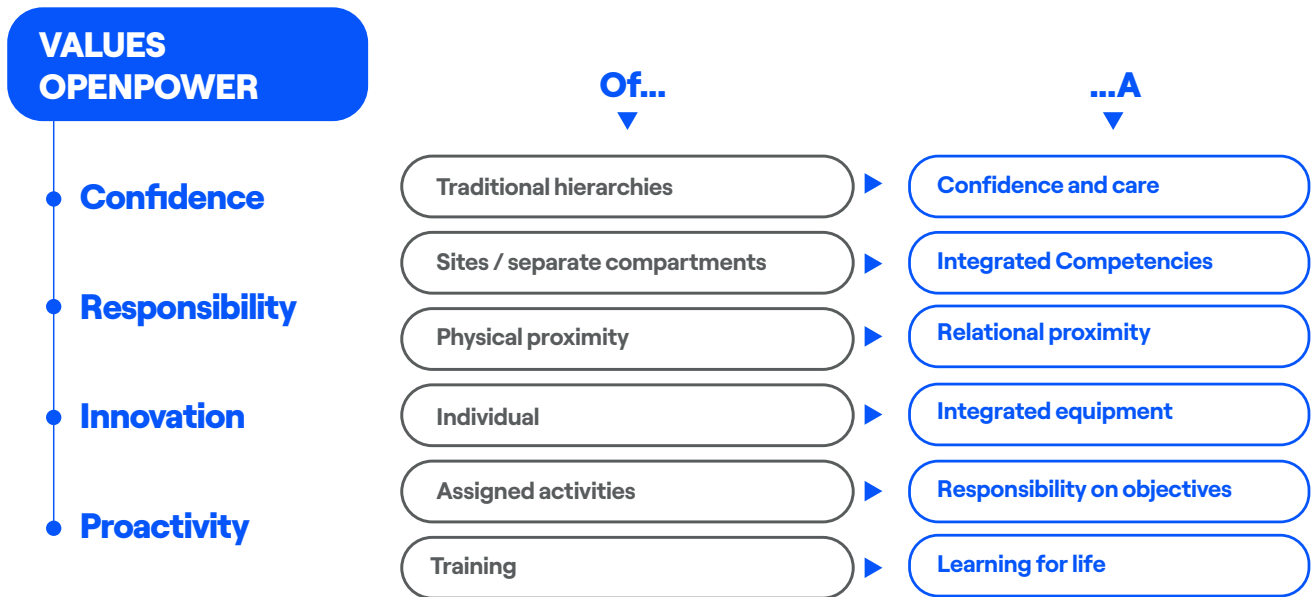 VALUES
OPENPOWER
Confidence
Responsibility
Innovation
Proactivity
Of...
...A
Traditional hierarchies
Confidence and care
Sites / separate compartments
Integrated Competencies
Physical proximity
Relational proximity
Individual
Integrated equipment
Assigned activities
Responsibility on objectives
Training
Learning for life